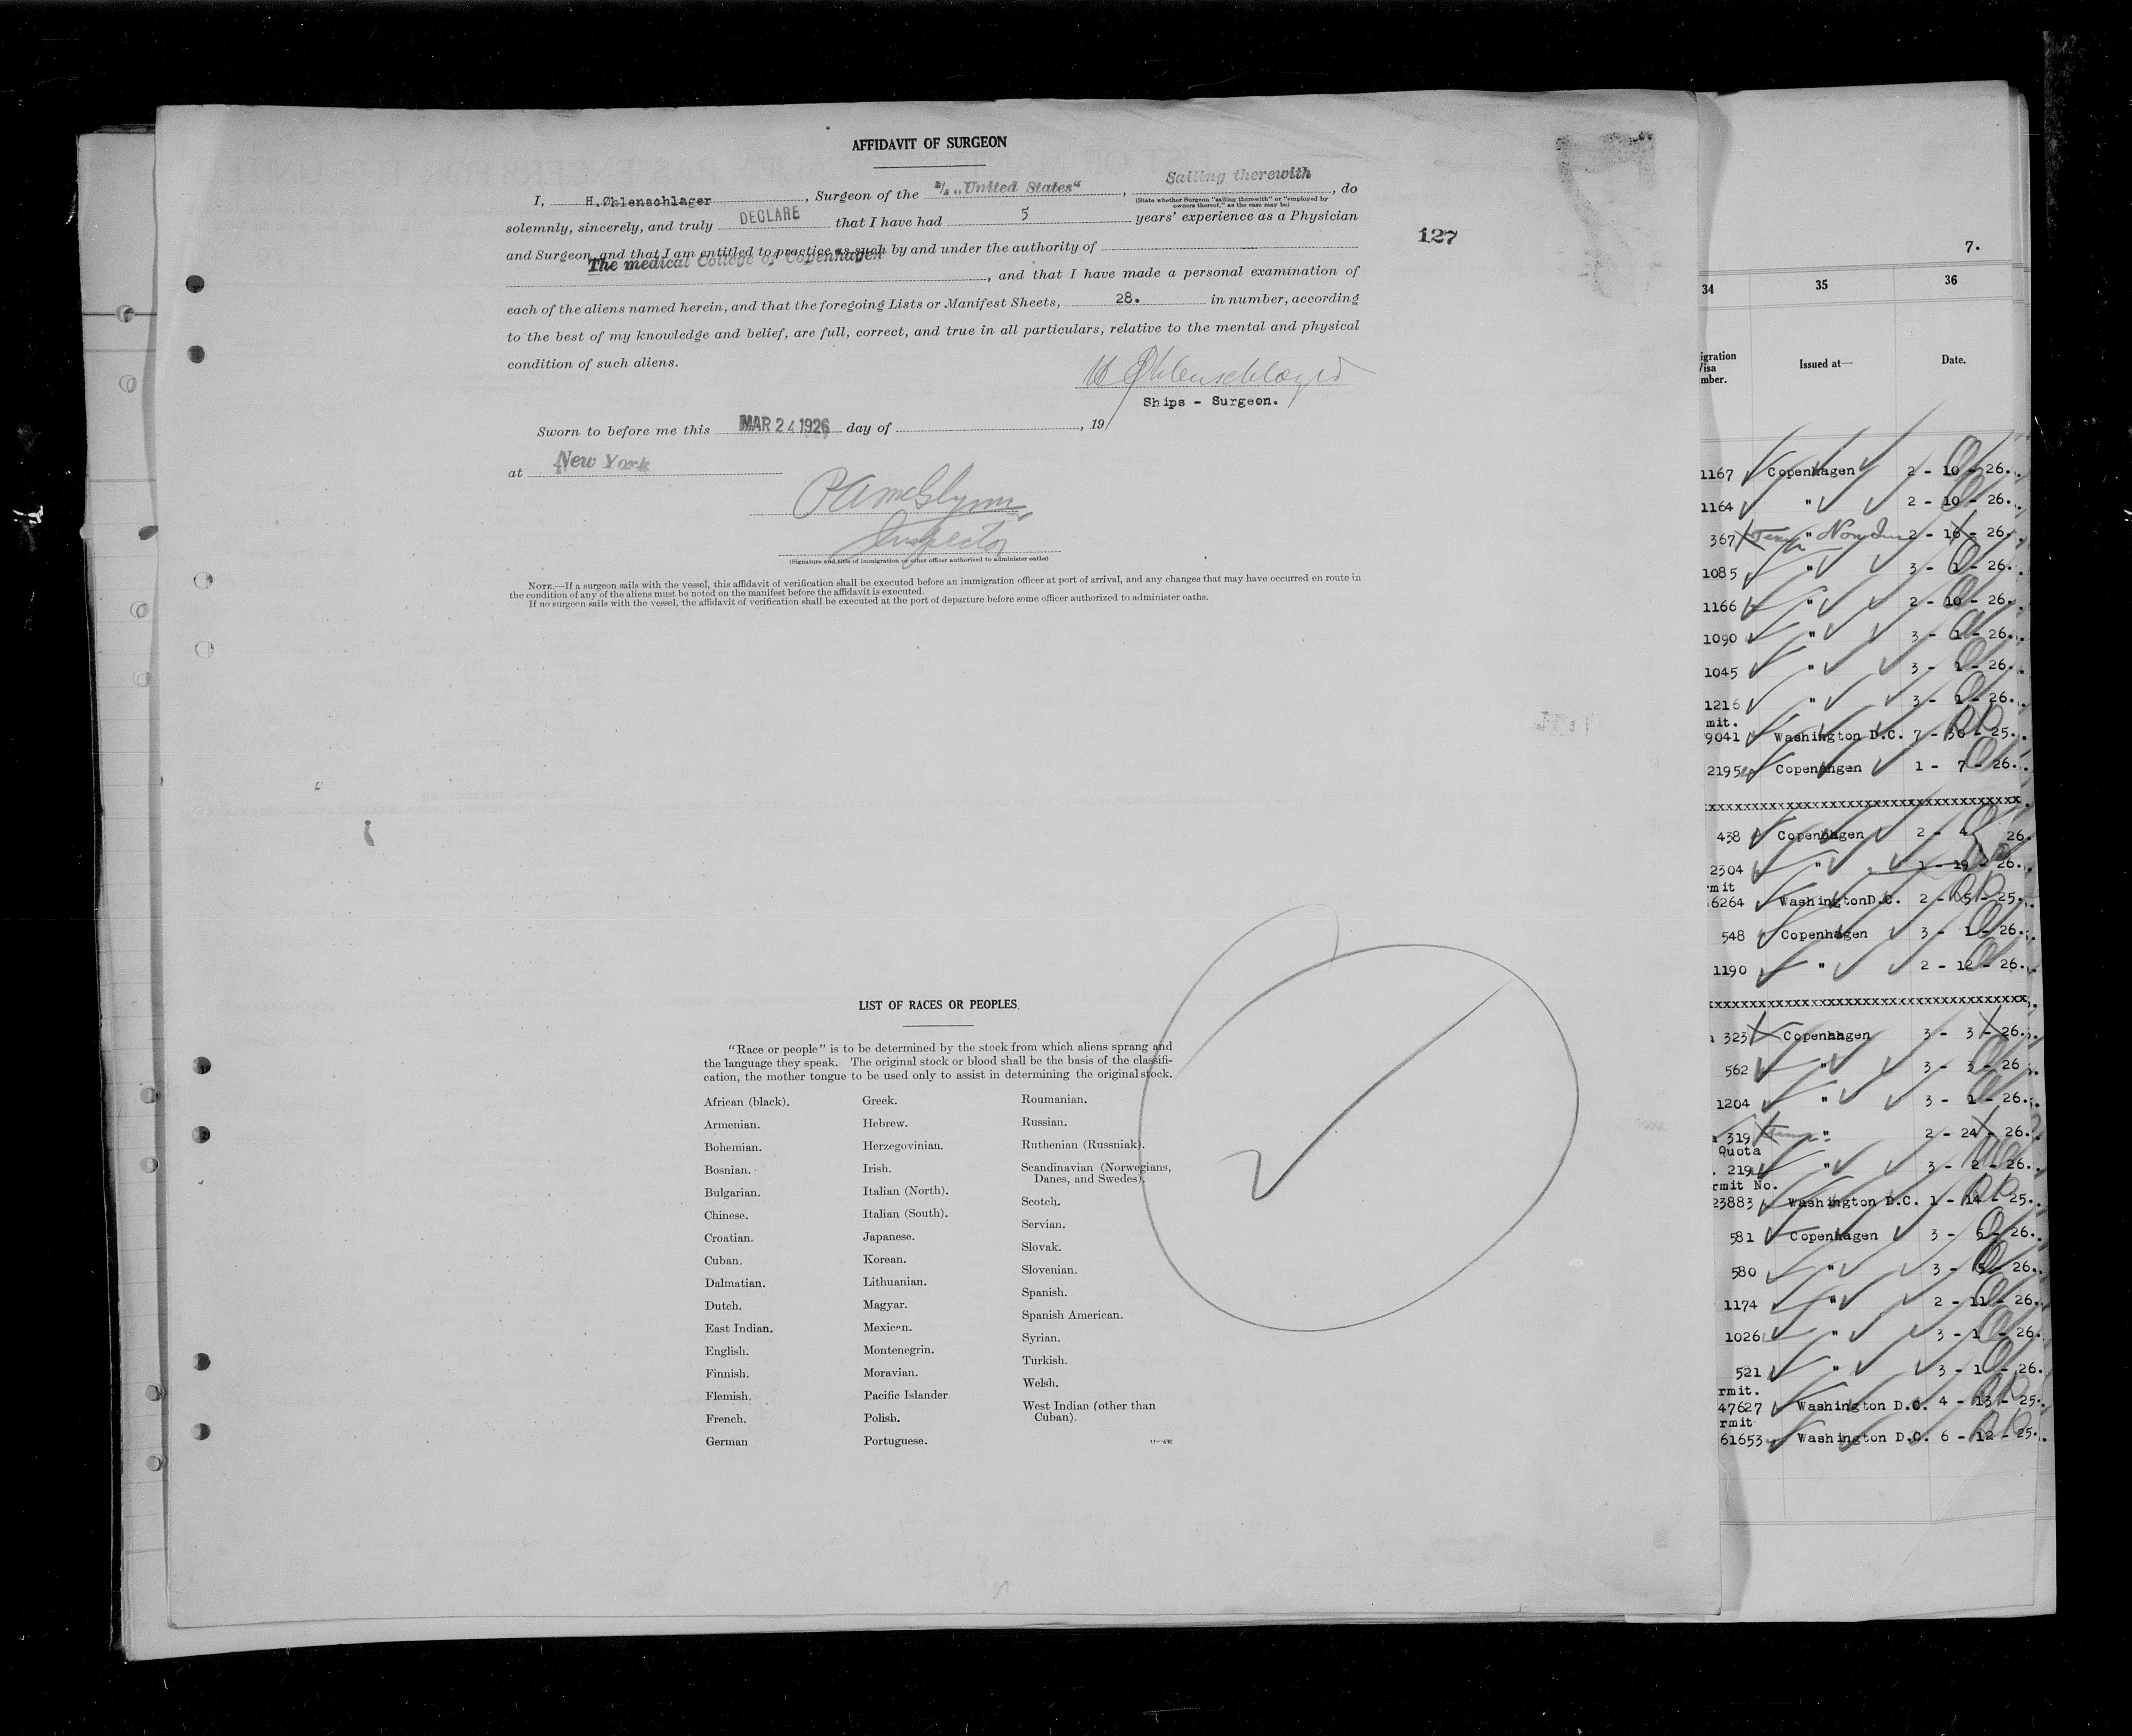 AFFIDAVIT OF SURGEON
I, H.Øhlenschlager, Surgeon of the S/S „United States“, Sailing therewith, do
(State whether Surgeon "sailing therewith" or "employed by
owners thereof," as the case may be)
solemnly, sincerely, and truly DECLARE that I have had 5 years' experience as a Physician
127
and Surgeon and that I am entitled to practice as such by and under the authority of
The medical College of Copenhagen, and that I have made a personal examination of
each of the aliens named herein, and that the foregoing Lists or Manifest Sheets, 28. in number, according
to the best of my knowledge and belief, are full, correct, and true in all particulars, relative to the mental and physical
condition of such aliens.
H Øhlenschlager
Ships - Surgeon.
Sworn to before me this MAR 24 1926 day of , 19
at New York
P A McGlynn
Inspector
(Signature and title of immigration or other officer authorized to administer oaths)
NOTE.—If a surgeon sails with the vessel, this affidavit of verification shall be executed before an immigration officer at port of arrival, and any changes that may have occurred en route in
the condition of any of the aliens must be noted on the manifest before the affidavit is executed.
If no surgeon sails with the vessel, the affidavit of verification shall be executed at the port of departure before some officer authorized to administer oaths.
LIST OF RACES OR PEOPLES.
"Race or people" is to be determined by the stock from which aliens sprang and
the language they speak. The original stock or blood shall be the basis of the classifi-
cation, the mother tongue to be used only to assist in determining the original stock.
African (black).
Armenian.
Bohemian.
Bosnian.
Bulgarian.
Chinese.
Croatian.
Cuban.
Dalmatian.
Dutch.
East Indian.
English.
Finnish.
Flemish.
French.
German
Greek.
Hebrew.
Herzegovinian.
Irish.
Italian (North).
Italian (South).
Japanese.
Korean.
Lithuanian.
Magyar.
Mexican.
Montenegrin.
Moravian.
Pacific Islander
Polish.
Portuguese.
Roumanian.
Russian.
Ruthenian (Russniak).
Scandinavian (Norwegians,
Danes, and Swedes).
Scotch.
Servian.
Slovak.
Slovenian.
Spanish.
Spanish American.
Syrian.
Turkish.
Welsh.
West Indian (other than
Cuban).
7.
34 35 36
igration
Visa
mber.
Issued at—
Date.
1167 Copenhagen 2 - 10 - 26.
1164 " 2 - 10 - 26.
367 Temp " Non Im 2 - 16 - 26.
1085 " 3 - 1 - 26.
1166 " 2 - 10 - 26.
1090 " 3 - 1 - 26.
1045 " 3 - 1 - 26.
1216 " 3 - 1 - 26.
mit.
9041 Washington D.C. 7 - 30 - 25.
2195 Copenhagen 1 - 7 - 26.
xxxxxxxxxxxxxxxxxxxxxxxxxxxxxxxxxxxxx
438 Copenhagen 2 - 4 26.
2304 " 1 - 19 - 26.
rmit
6264 WashingtonD.C. 2 - 5 - 25.
548 Copenhagen 3 - 1 - 26.
1190 " 2 - 12 - 26.
xxxxxxxxxxxxxxxxxxxxxxxxxxxxxxxxxxxxx
323 Copenhagen 3 - 3 - 26.
562 " 3 - 3 - 26
1204 " 3 - 1 - 26.
319 Temp " 2 - 24 - 26.
Quota
219 " 3 - 2 - 26.
rmit No.
23883 Washington D.C. 1 - 14 - 25.
581 Copenhagen 3 - 5 - 26.
580 " 3 - 5 - 26.
1174 " 2 - 11 - 26.
1026 " 3 - 1 - 26.
521 " 3 - 1 - 26.
rmit.
47627 Washington D.C. 4 - 13 - 25.
rmit
61653 Washington D.C. 6 - 12 - 25.